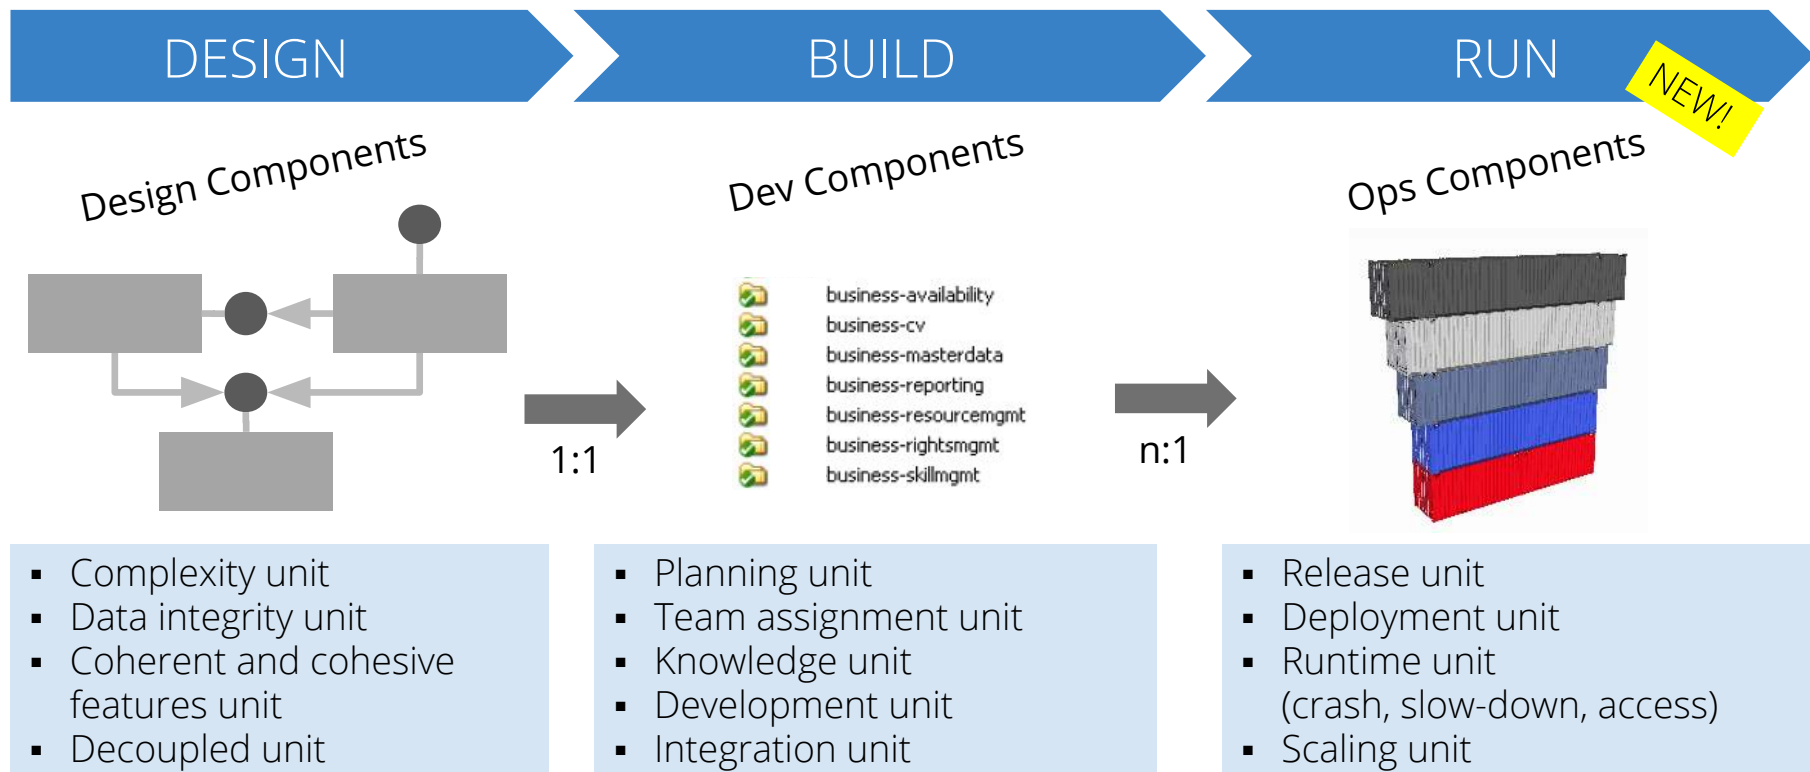 DESIGN
BUILD
RUN
NEW!
Design Components
Dev Components
Ops Components
business-availability
business-cv
business-masterdata
business-reporting
business-resourcemgmt
business-rightsmgmt
business-skillmgmt
1:1
n:1
▪ Complexity unit
▪ Data integrity unit
▪ Coherent and cohesive
features unit
▪ Decoupled unit
▪ Planning unit
▪ Team assignment unit
▪ Knowledge unit
▪ Development unit
▪ Integration unit
▪ Release unit
▪ Deployment unit
▪ Runtime unit
(crash, slow-down, access)
▪ Scaling unit